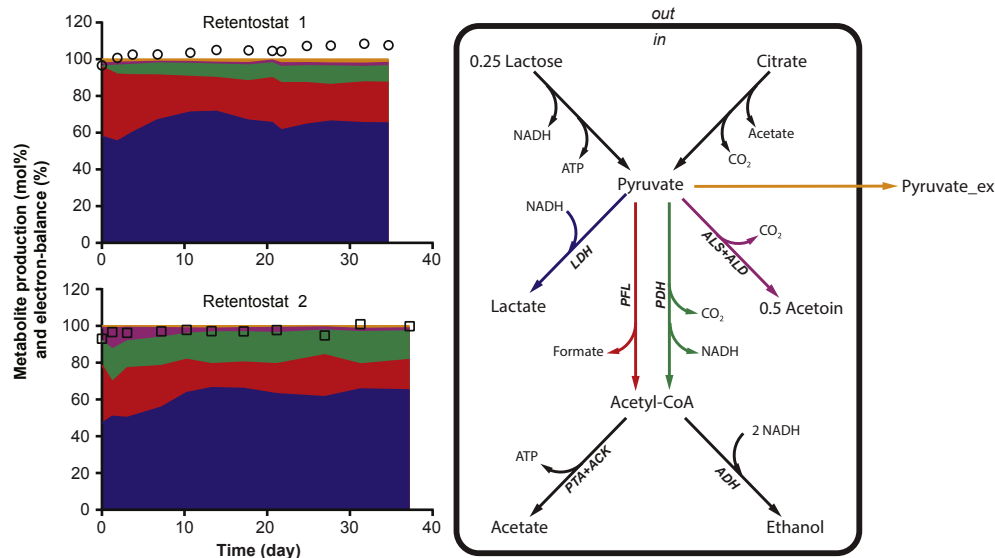 Retentostat 1
120
100
80
60
40
20
0
0
10
20
30
40
Metabolite production (mol%)
and electron-balance (%)
Retentostat 2
120
100
80
60
40
20
0
0
10
20
30
40
Time (day)
out
in
0.25 Lactose
Citrate
NADH
ATP
Acetate
CO2
Pyruvate
Pyruvate_ex
NADH
LDH
PFL
PDH
ALS+ALD
CO2
Lactate
0.5 Acetoin
CO2
Formate
NADH
Acetyl-CoA
ATP
PTA+ACK
ADH
2 NADH
Acetate
Ethanol